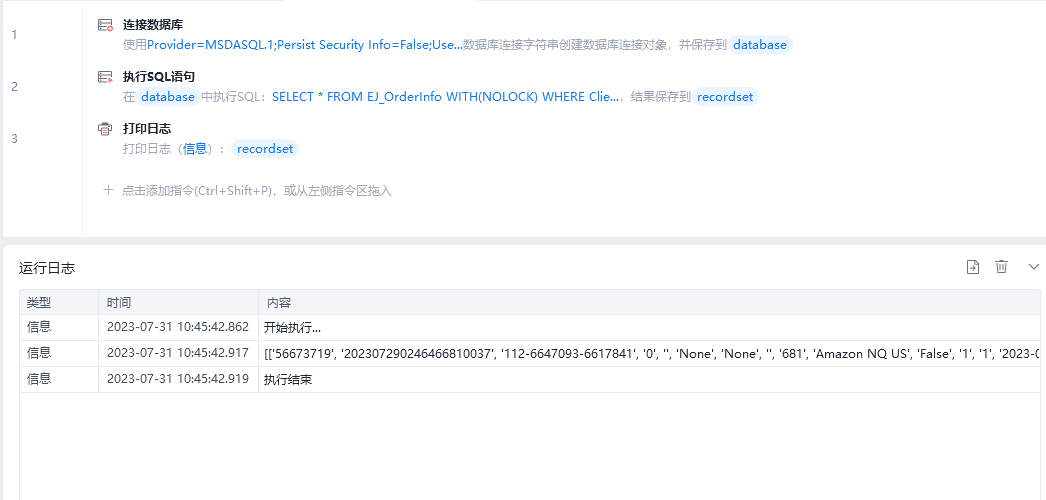 1
连接数据库
使用Provider=MSDASQL.1;Persist Security Info=False;Use...数据库连接字符串创建数据库连接对象，并保存到 database
2
执行SQL语句
在 database 中执行SQL：SELECT * FROM EJ_OrderInfo WITH(NOLOCK) WHERE Clie...，结果保存到 recordset
3
打印日志
打印日志（信息）： recordset
点击添加指令(Ctrl+Shift+P)，或从左侧指令区拖入
运行日志
类型 时间 内容
信息 2023-07-31 10:45:42.862 开始执行...
信息 2023-07-31 10:45:42.917 [['56673719', '202307290246466810037', '112-6647093-6617841', '0', '', 'None', 'None', '', '681', 'Amazon NQ US', 'False', '1', '1', '2023-0
信息 2023-07-31 10:45:42.919 执行结束